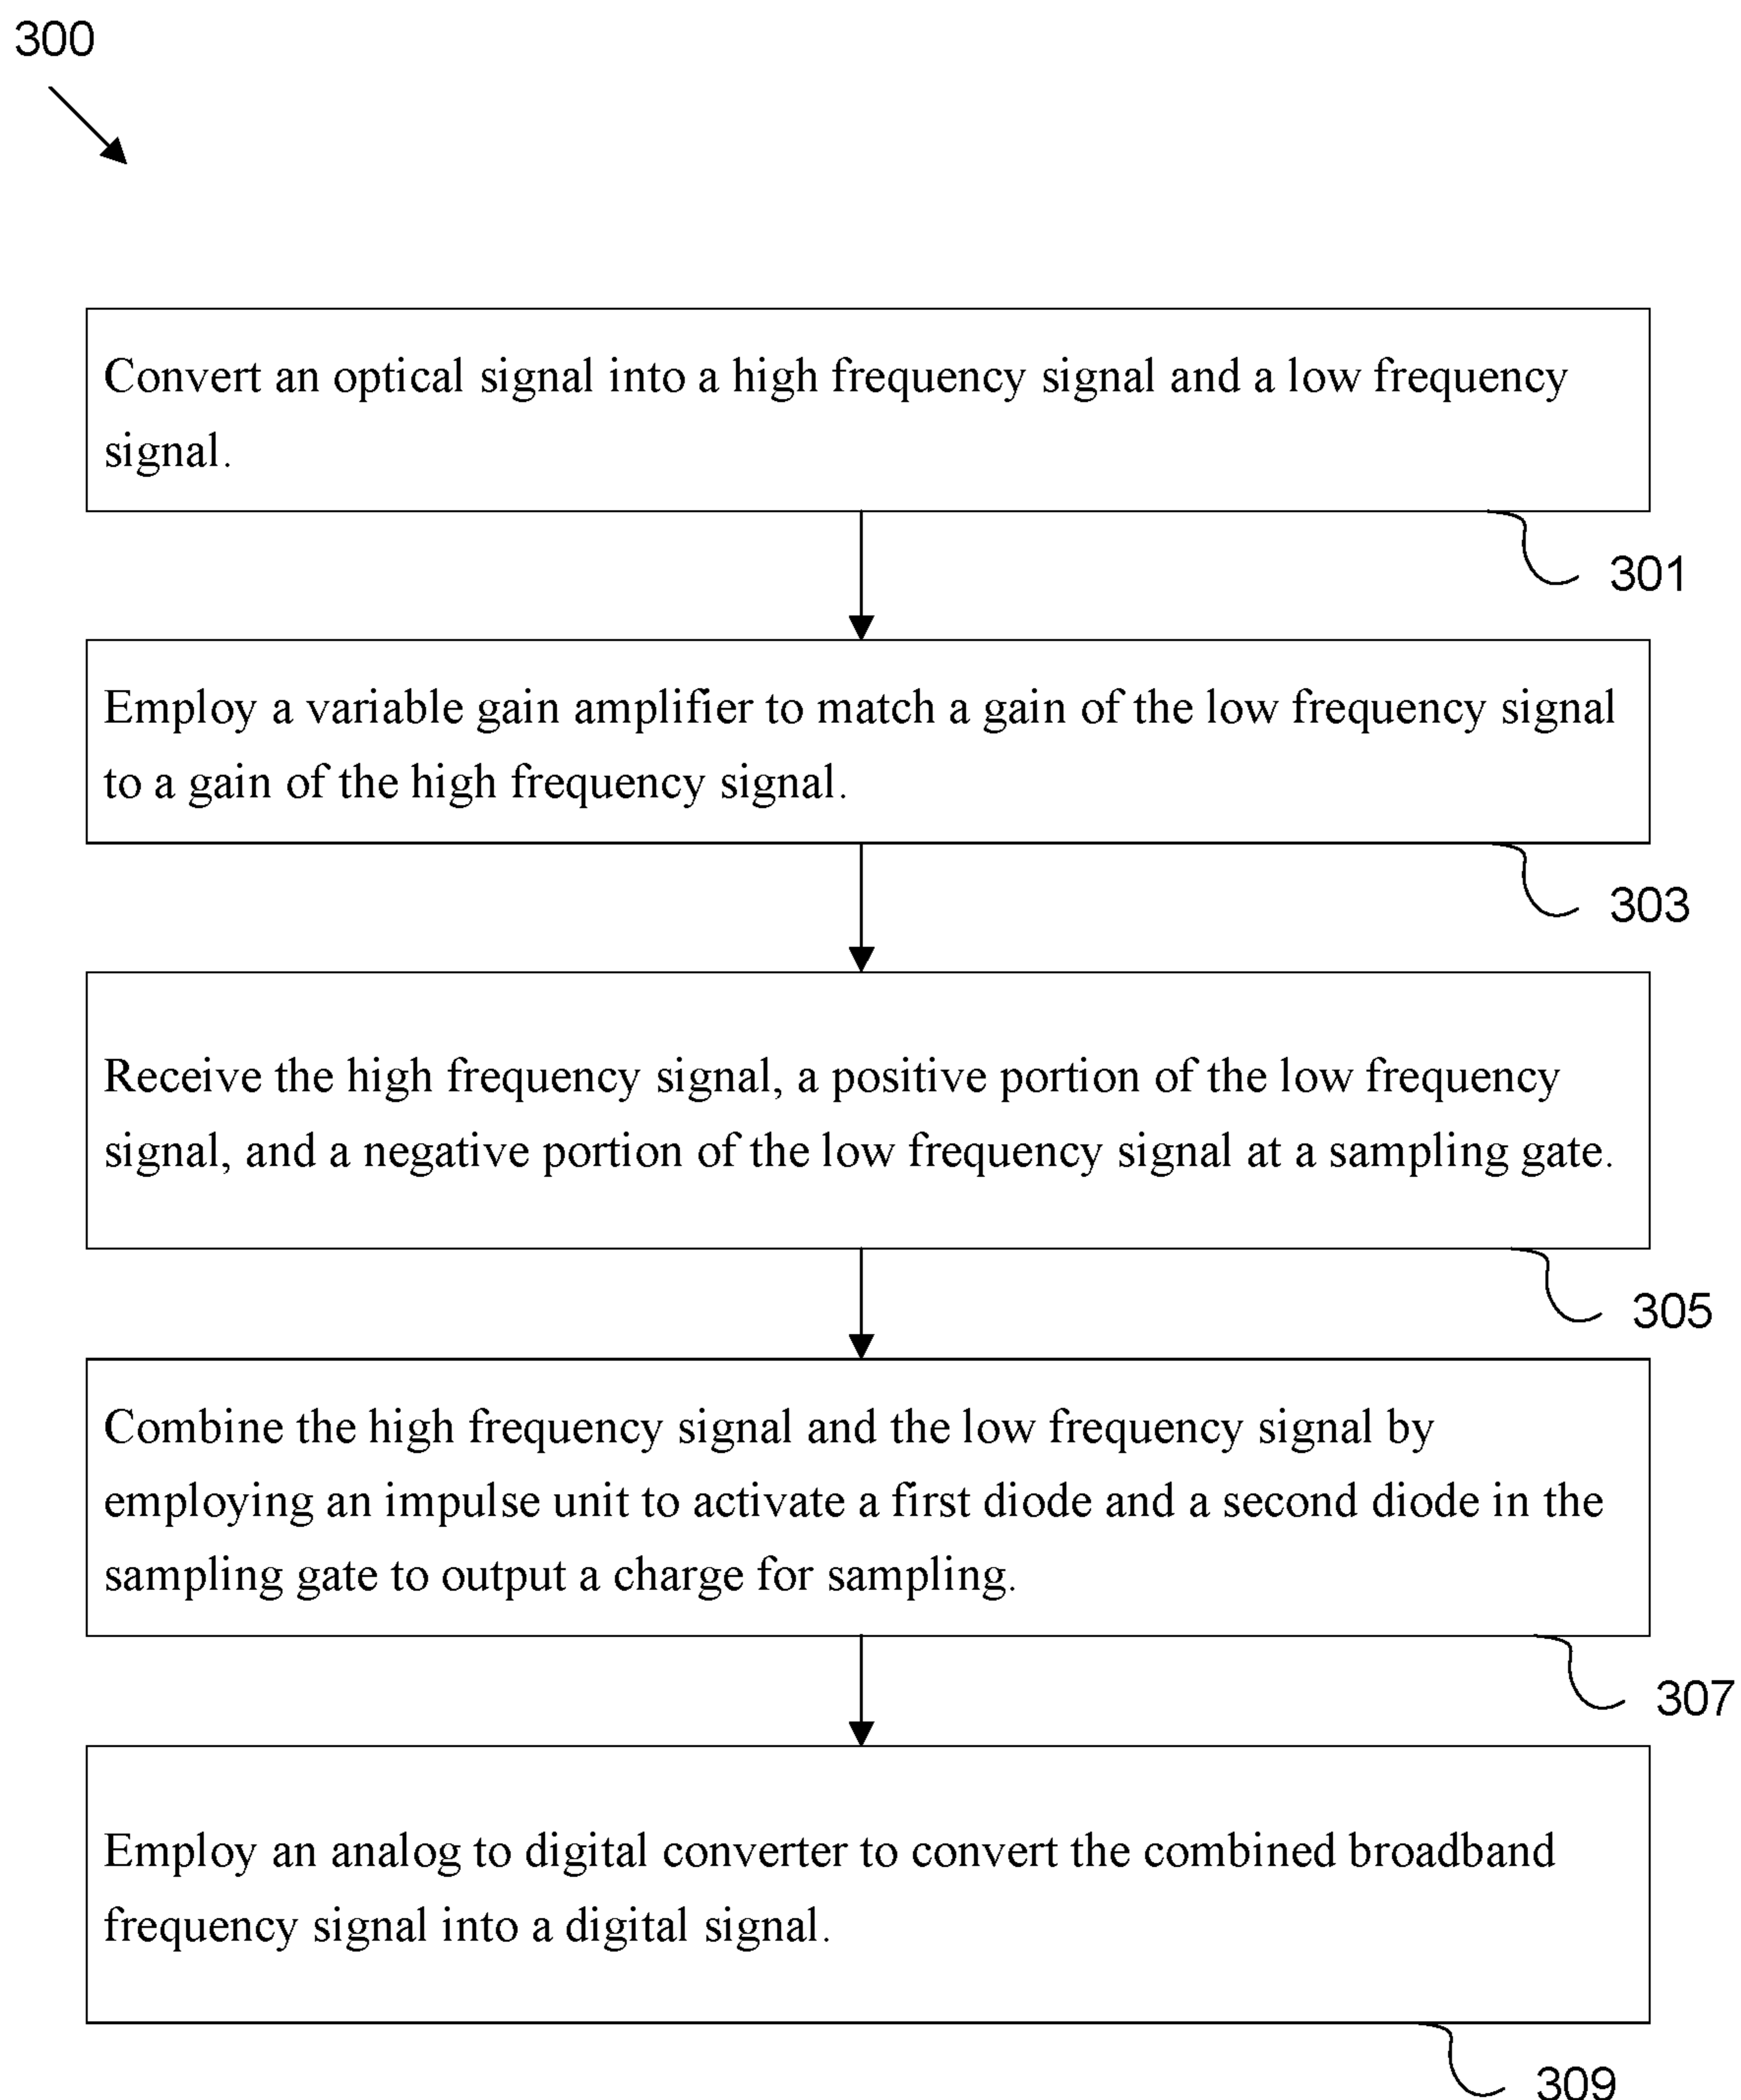 300
Convert an optical signal into a high frequency signal and a low frequency
signal.
301
Employ a variable gain amplifier to match a gain of the low frequency signal
to a gain of the high frequency signal.
303
Receive the high frequency signal, a positive portion of the low frequency
signal, and a negative portion of the low frequency signal at a sampling gate.
305
Combine the high frequency signal and the low frequency signal by
employing an impulse unit to activate a first diode and a second diode in the
sampling gate to output a charge for sampling.
307
Employ an analog to digital converter to convert the combined broadband
frequency signal into a digital signal.
309